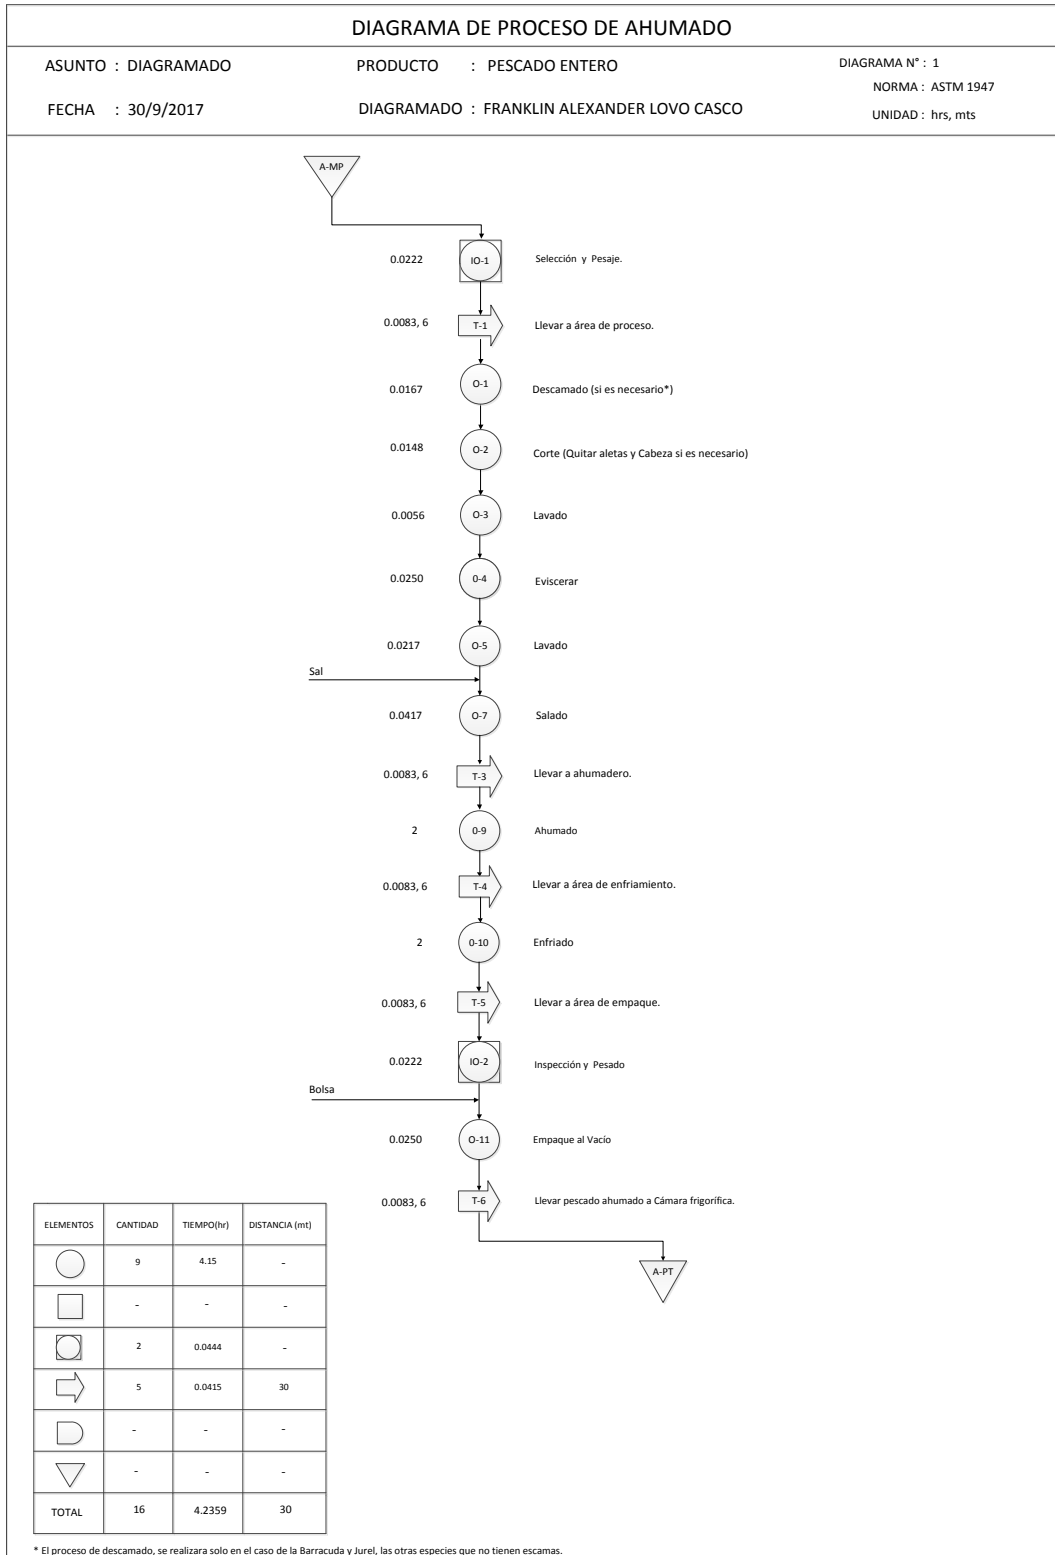 DIAGRAMA DE PROCESO DE AHUMADO
ASUNTO : DIAGRAMADO
PRODUCTO : PESCADO ENTERO
DIAGRAMA N° : 1
NORMA : ASTM 1947
FECHA : 30/9/2017
DIAGRAMADO : FRANKLIN ALEXANDER LOVO CASCO
UNIDAD : hrs, mts
A-MP
0.0222 IO-1 Selección y Pesaje.
0.0083, 6 T-1 Llevar a área de proceso.
0.0167 O-1 Descamado (si es necesario*)
0.0148 O-2 Corte (Quitar aletas y Cabeza si es necesario)
0.0056 O-3 Lavado
0.0250 0-4 Eviscerar
0.0217 O-5 Lavado
Sal
0.0417 O-7 Salado
0.0083, 6 T-3 Llevar a ahumadero.
2 0-9 Ahumado
0.0083, 6 T-4 Llevar a área de enfriamiento.
2 0-10 Enfriado
0.0083, 6 T-5 Llevar a área de empaque.
0.0222 IO-2 Inspección y Pesado
Bolsa
0.0250 O-11 Empaque al Vacío
0.0083, 6 T-6 Llevar pescado ahumado a Cámara frigorífica.
A-PT
ELEMENTOS CANTIDAD TIEMPO(hr) DISTANCIA (mt)
9 4.15 -
- - -
2 0.0444 -
5 0.0415 30
- - -
- - -
TOTAL 16 4.2359 30
* El proceso de descamado, se realizara solo en el caso de la Barracuda y Jurel, las otras especies que no tienen escamas.